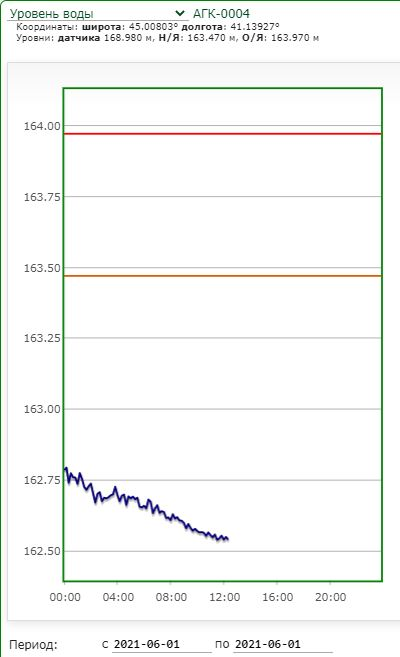 Уровень воды АГК-0004
Координаты: широта: 45.00803° долгота: 41.13927°
Уровни: датчика 168.980 м, Н/Я: 163.470 м, О/Я: 163.970 м
164.00
163.75
163.50
163.25
163.00
162.75
162.50
00:00 04:00 08:00 12:00 16:00 20:00
Период: с 2021-06-01 по 2021-06-01